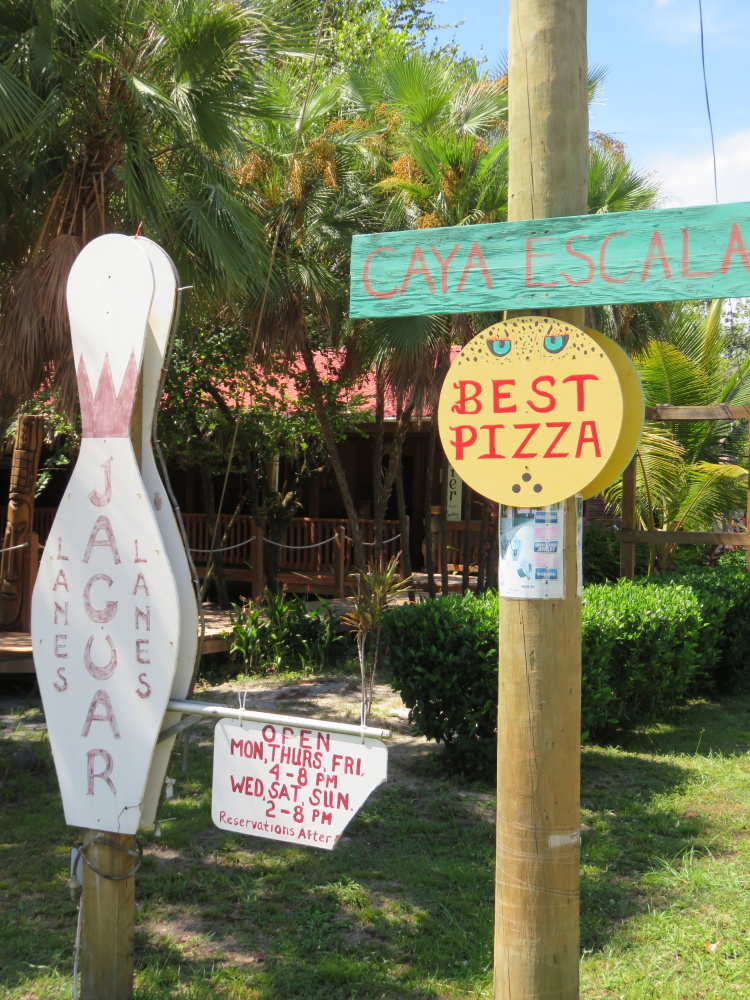 CAYA ESCALA
BEST
PIZZA
JAGUAR
LANES
LANES
OPEN
MON, THURS, FRI,
4-8 PM
WED, SAT, SUN.
2-8 PM
Reservations After
ter